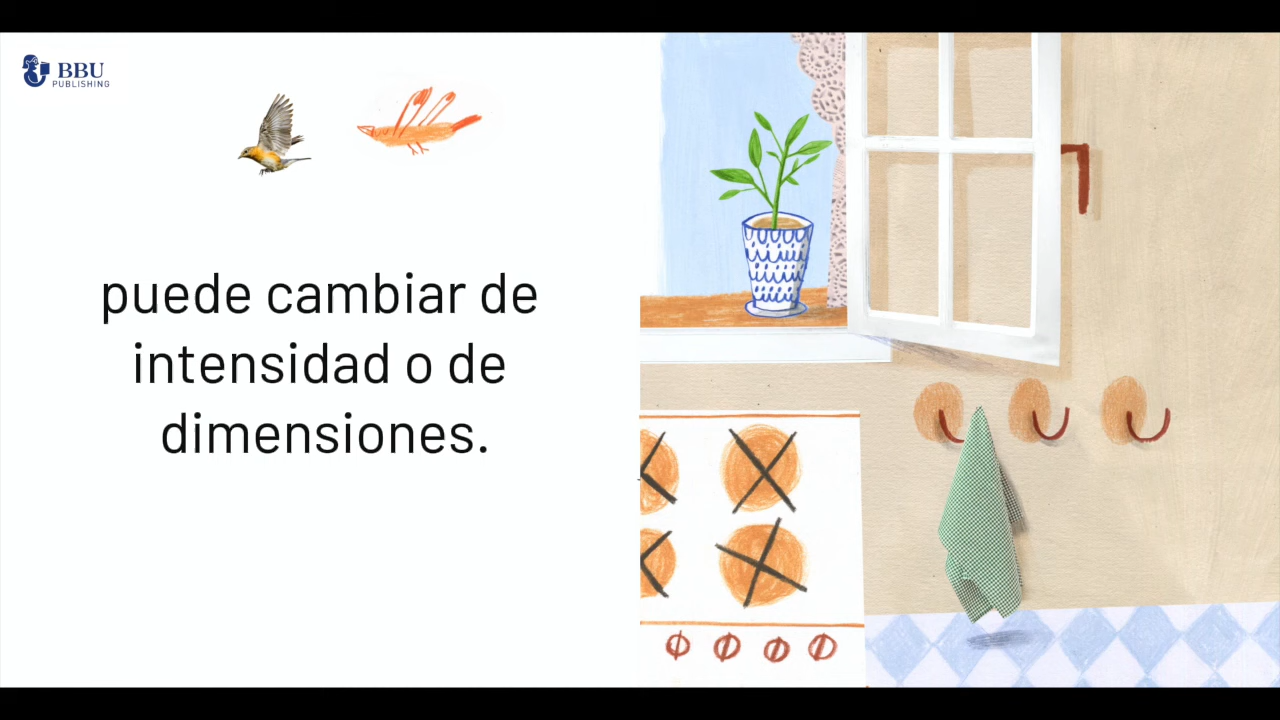 BBU
PUBLISHING
puede cambiar de
intensidad o de
dimensiones.